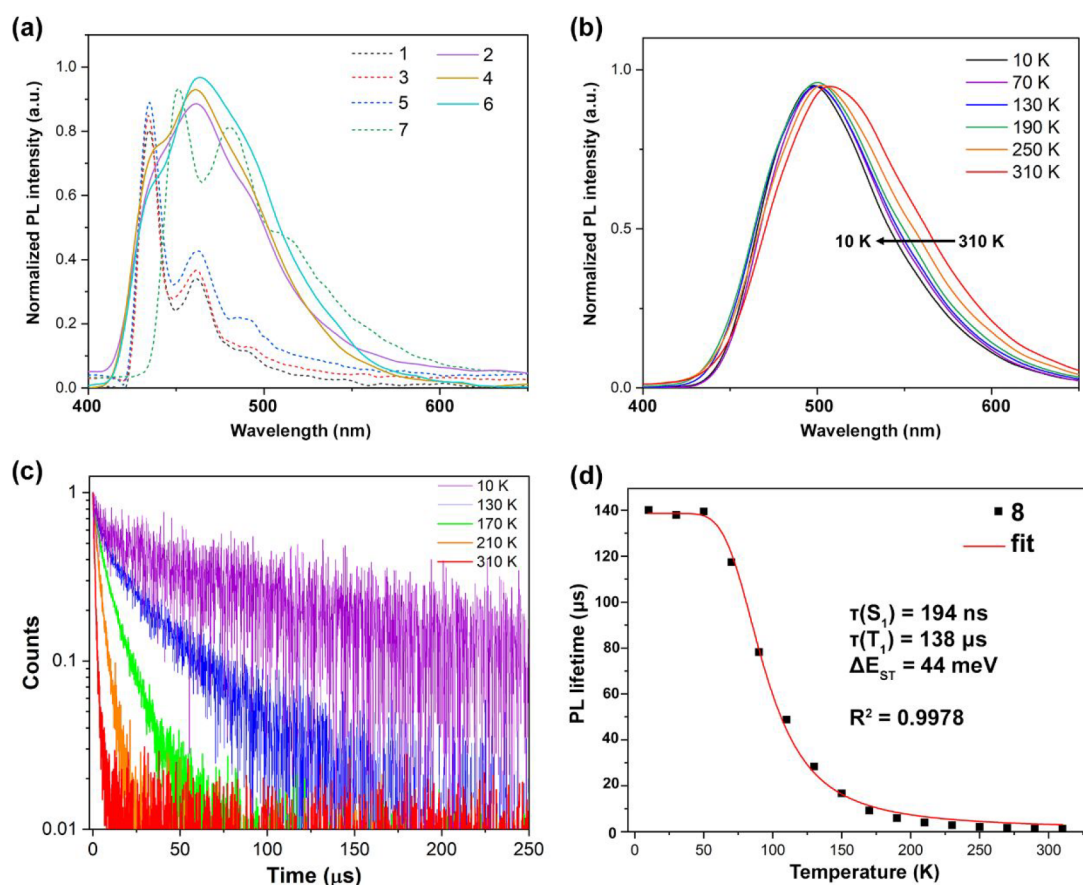 (a)
1
2
3
4
5
6
7
Normalized PL intensity (a.u.)
1.0
0.8
0.6
0.4
0.2
0.0
400
500
600
Wavelength (nm)
(b)
10 K
70 K
130 K
190 K
250 K
310 K
10 K
310 K
Normalized PL intensity (a.u.)
1.0
0.5
0.0
400
500
600
Wavelength (nm)
(c)
10 K
130 K
170 K
210 K
310 K
Counts
1
0.1
0.01
0
50
100
150
200
250
Time (μs)
(d)
8
fit
τ(S₁) = 194 ns
τ(T₁) = 138 μs
ΔE_ST = 44 meV
R² = 0.9978
PL lifetime (μs)
140
120
100
80
60
40
20
0
0
50
100
150
200
250
300
Temperature (K)